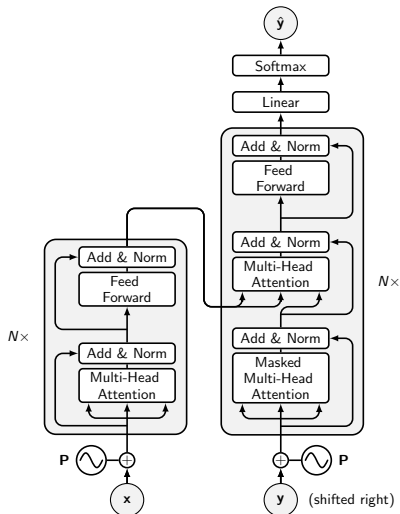 ŷ
Softmax
Linear
Add & Norm
Feed
Forward
Add & Norm
Multi-Head
Attention
N×
Add & Norm
Masked
Multi-Head
Attention
Add & Norm
Feed
Forward
N×
Add & Norm
Multi-Head
Attention
P
+
x
+
P
y
(shifted right)